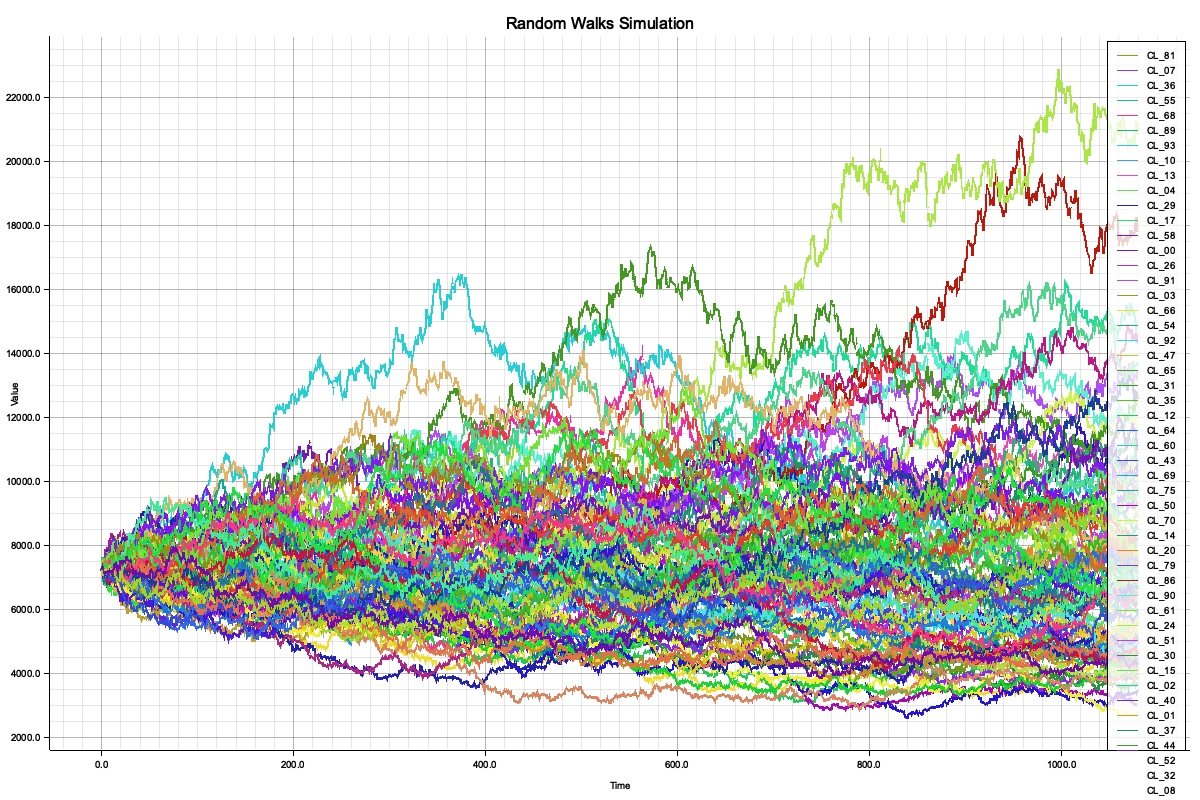 Random Walks Simulation
22000.0
20000.0
18000.0
16000.0
14000.0
12000.0
10000.0
8000.0
6000.0
4000.0
2000.0
Value
0.0 200.0 400.0 600.0 800.0 1000.0
Time
CL_81
CL_07
CL_36
CL_55
CL_68
CL_89
CL_93
CL_10
CL_13
CL_04
CL_29
CL_17
CL_58
CL_00
CL_26
CL_91
CL_03
CL_66
CL_54
CL_92
CL_47
CL_65
CL_31
CL_35
CL_12
CL_64
CL_60
CL_43
CL_69
CL_75
CL_50
CL_70
CL_14
CL_20
CL_79
CL_86
CL_90
CL_61
CL_24
CL_51
CL_30
CL_15
CL_02
CL_40
CL_01
CL_37
CL_44
CL_52
CL_32
CL_08